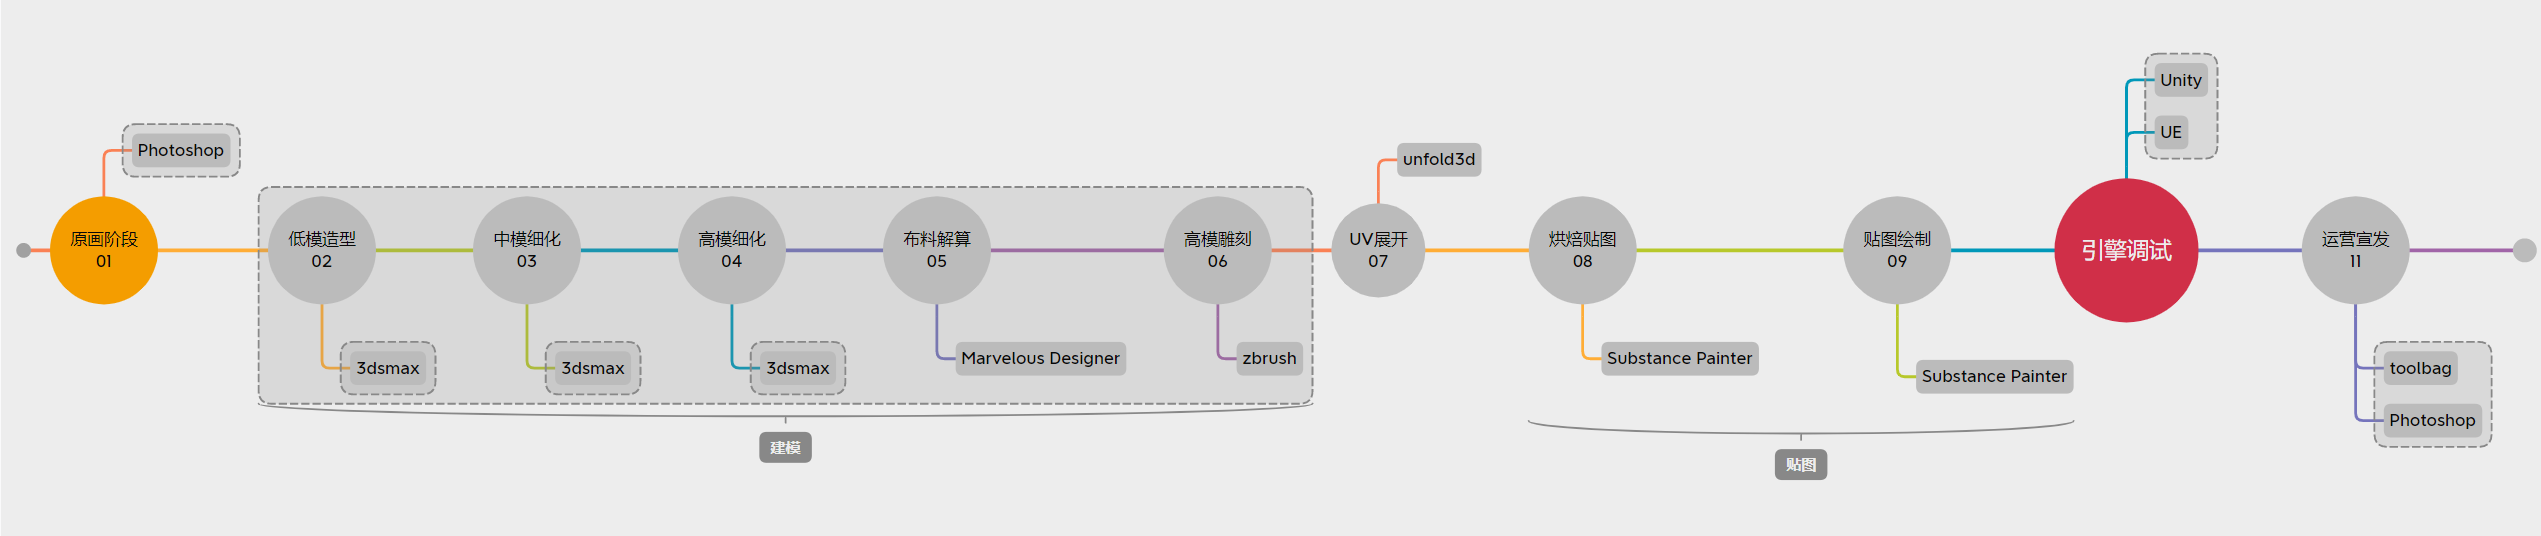 Photoshop
原画阶段
01
低模造型
02
3dsmax
中模细化
03
3dsmax
高模细化
04
3dsmax
布料解算
05
Marvelous Designer
高模雕刻
06
zbrush
建模
unfold3d
UV展开
07
烘焙贴图
08
Substance Painter
贴图绘制
09
Substance Painter
贴图
Unity
UE
引擎调试
运营宣发
11
toolbag
Photoshop